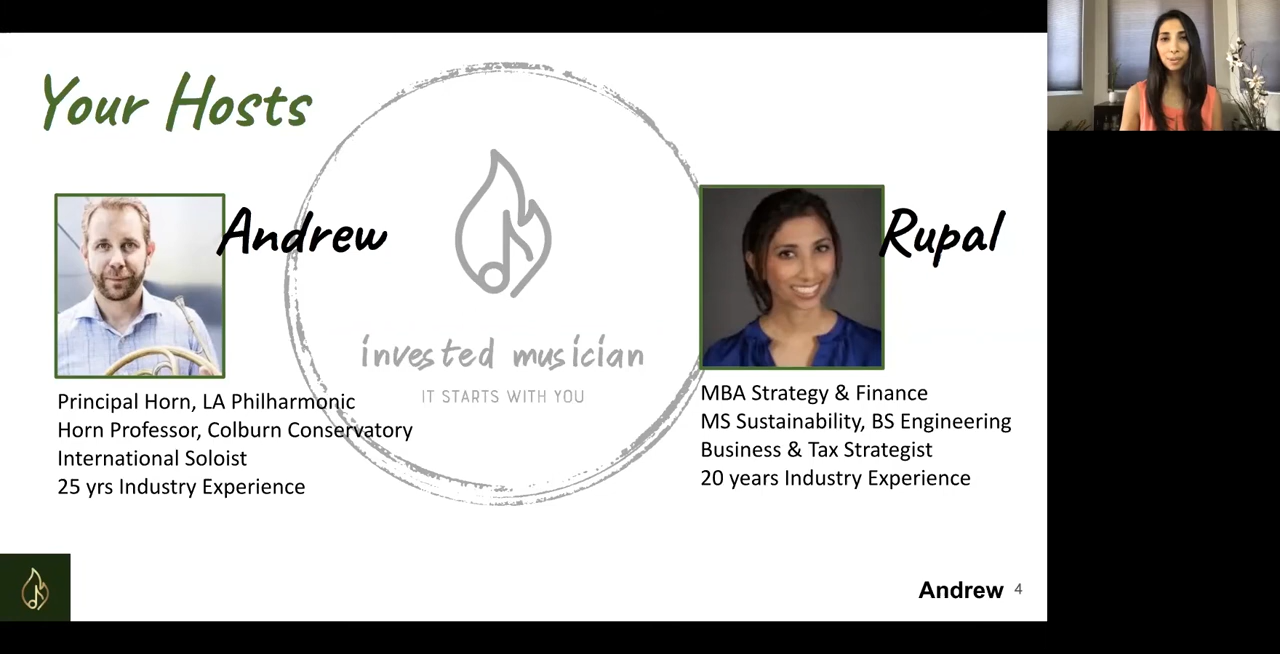 Your Hosts
Andrew
Principal Horn, LA Philharmonic
Horn Professor, Colburn Conservatory
International Soloist
25 yrs Industry Experience
invested musician
IT STARTS WITH YOU
Rupal
MBA Strategy & Finance
MS Sustainability, BS Engineering
Business & Tax Strategist
20 years Industry Experience
Andrew 4